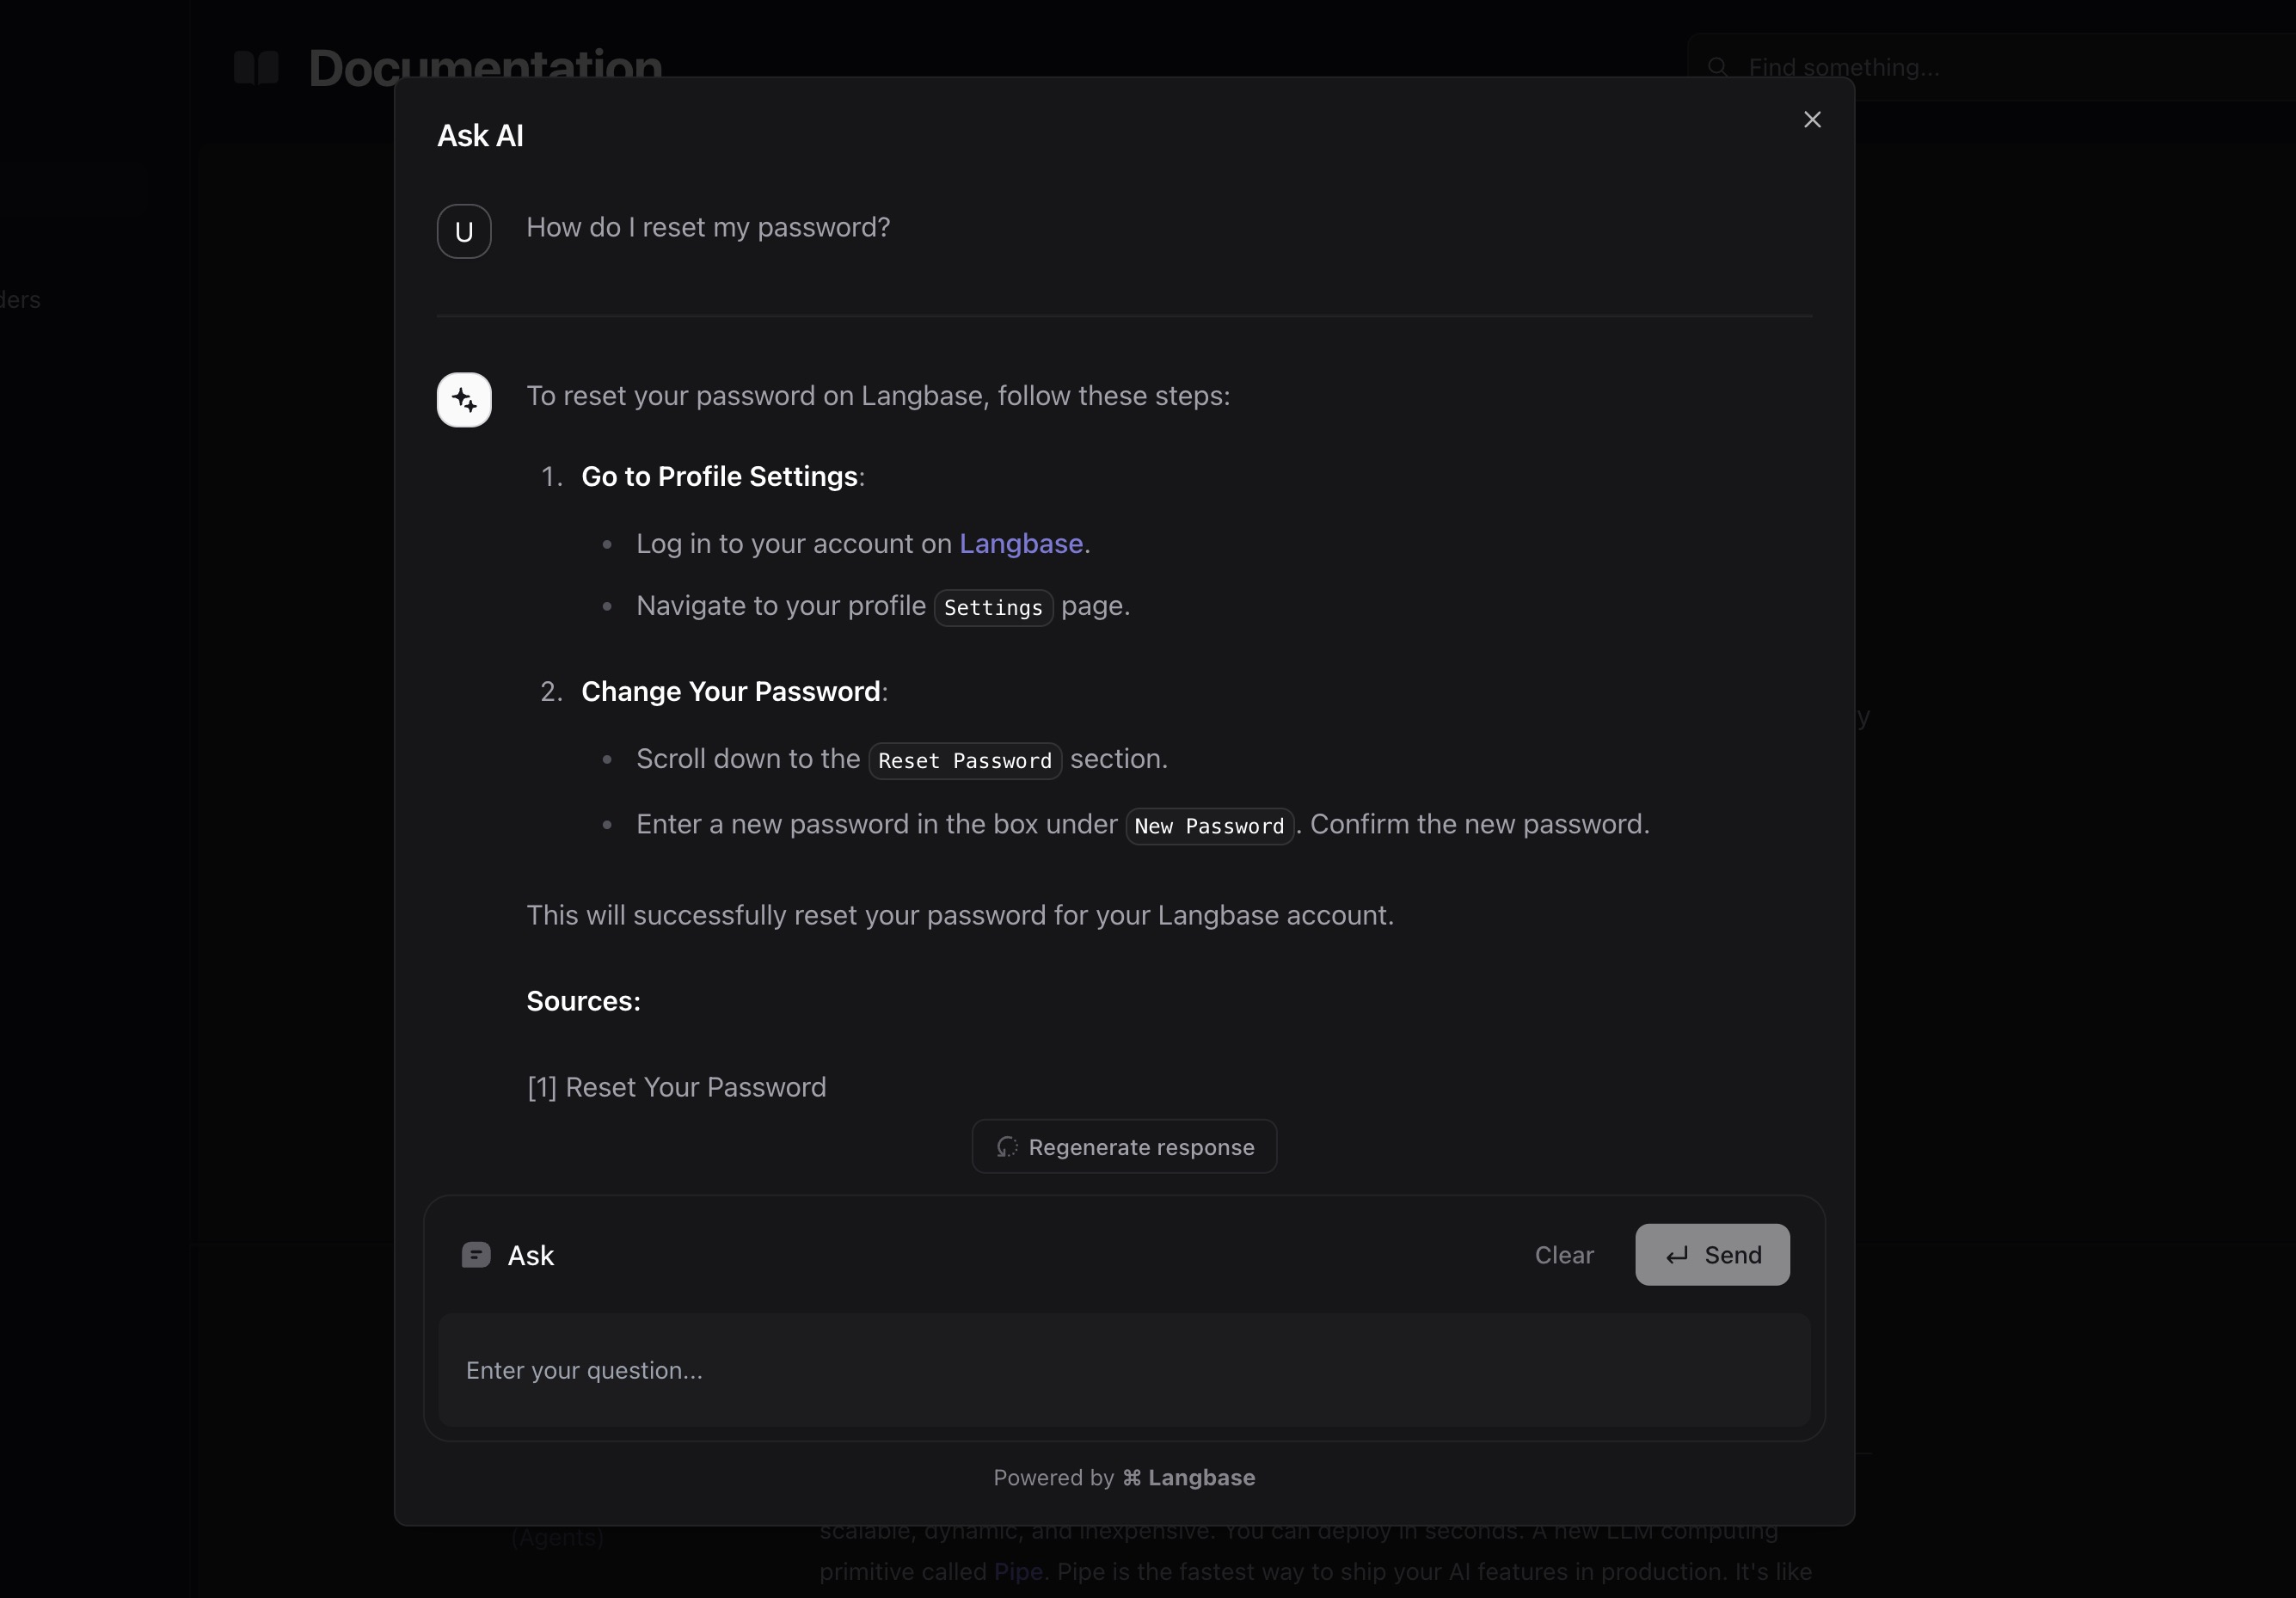 Documentation
Find something...
Ask AI
U
How do I reset my password?
ders
To reset your password on Langbase, follow these steps:
1. Go to Profile Settings:
• Log in to your account on Langbase.
• Navigate to your profile Settings page.
2. Change Your Password:
• Scroll down to the Reset Password section.
• Enter a new password in the box under New Password. Confirm the new password.
y
This will successfully reset your password for your Langbase account.
Sources:
[1] Reset Your Password
Regenerate response
Ask
Clear
Send
Enter your question...
Powered by ⌘ Langbase
(Agents)
scalable, dynamic, and inexpensive. You can deploy in seconds. A new LLM computing
primitive called Pipe. Pipe is the fastest way to ship your AI features in production. It's like